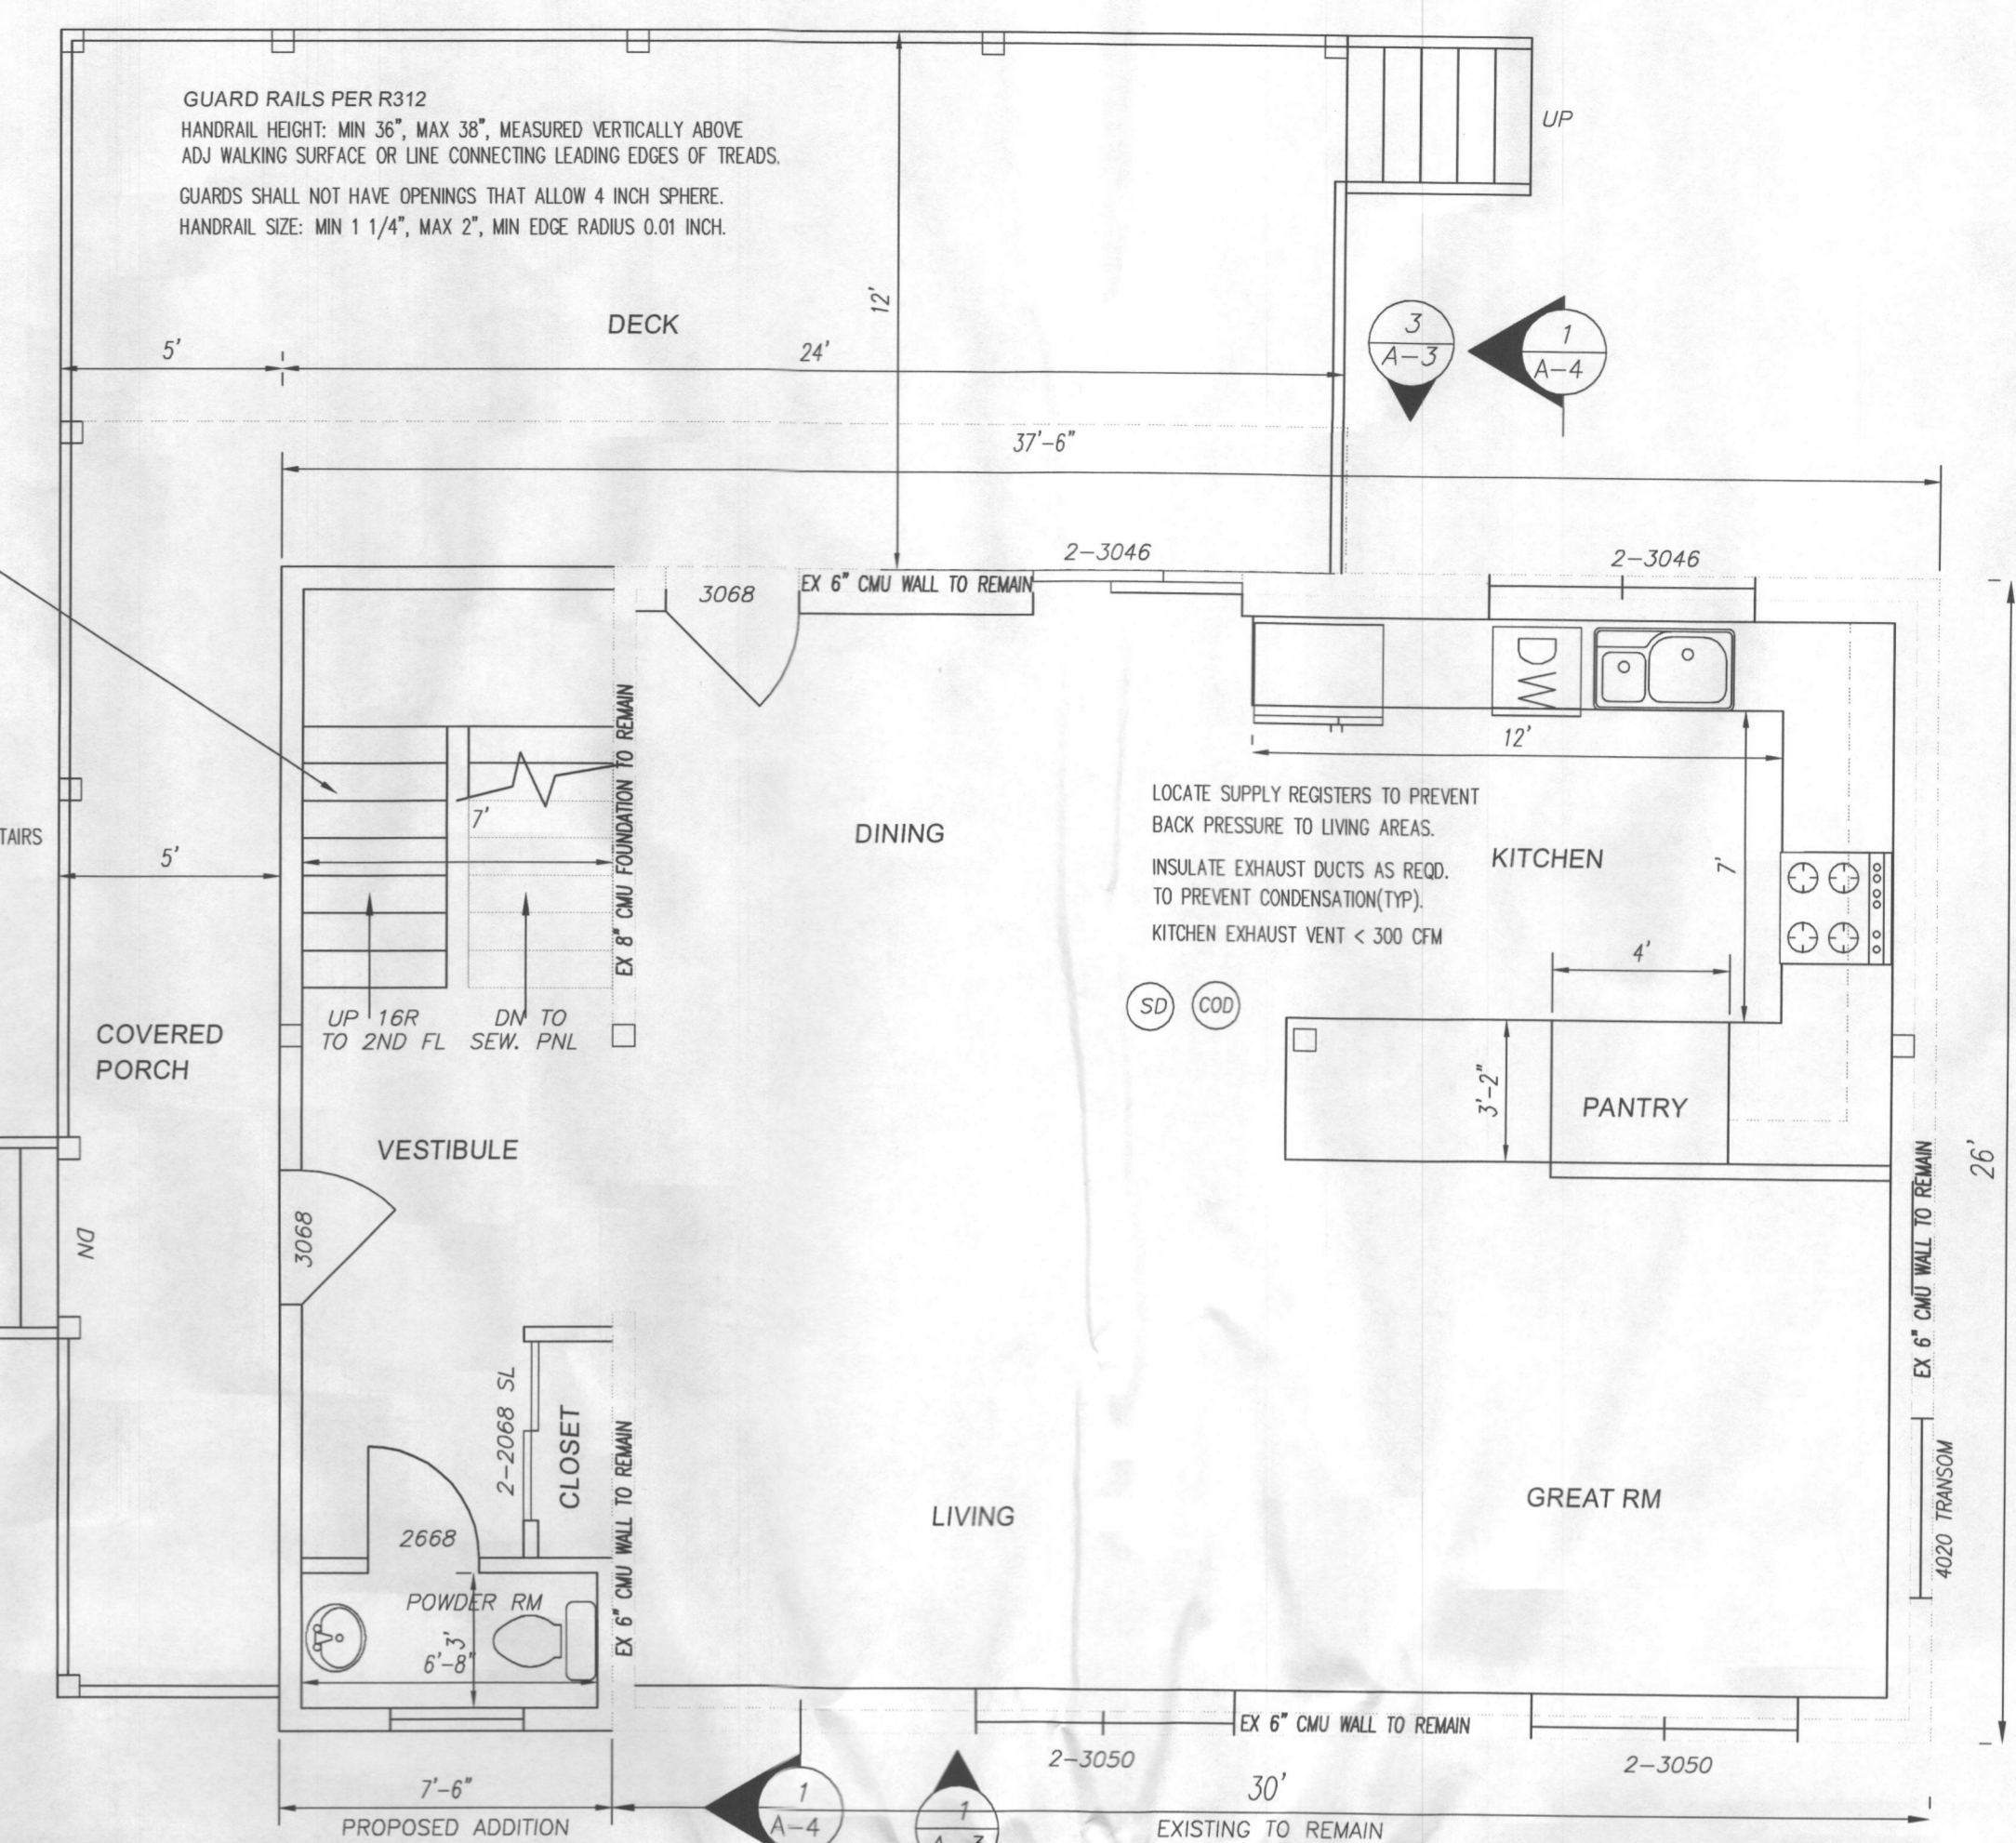 GUARD RAILS PER R312
HANDRAIL HEIGHT: MIN 36", MAX 38", MEASURED VERTICALLY ABOVE
ADJ WALKING SURFACE OR LINE CONNECTING LEADING EDGES OF TREADS.
GUARDS SHALL NOT HAVE OPENINGS THAT ALLOW 4 INCH SPHERE.
HANDRAIL SIZE: MIN 1 1/4", MAX 2", MIN EDGE RADIUS 0.01 INCH.
UP
12'
DECK
5'
24'
3
A-3
1
A-4
37'-6"
2-3046
2-3046
3068
EX 6" CMU WALL TO REMAIN
DW
EX 8" CMU FOUNDATION TO REMAIN
12'
7'
LOCATE SUPPLY REGISTERS TO PREVENT
BACK PRESSURE TO LIVING AREAS.
INSULATE EXHAUST DUCTS AS REQD.
TO PREVENT CONDENSATION(TYP).
KITCHEN EXHAUST VENT < 300 CFM
DINING
KITCHEN
7'
TAIRS
5'
4'
SD
COD
UP 16R
TO 2ND FL
DN TO
SEW. PNL
COVERED
PORCH
3'-2"
PANTRY
VESTIBULE
26'
DN
3068
EX 6" CMU WALL TO REMAIN
2-2068 SL
CLOSET
EX 6" CMU WALL TO REMAIN
LIVING
GREAT RM
4020 TRANSOM
2668
POWDER RM
3'
6'-8"
EX 6" CMU WALL TO REMAIN
2-3050
2-3050
7'-6"
PROPOSED ADDITION
1
A-4
1
A-3
30'
EXISTING TO REMAIN